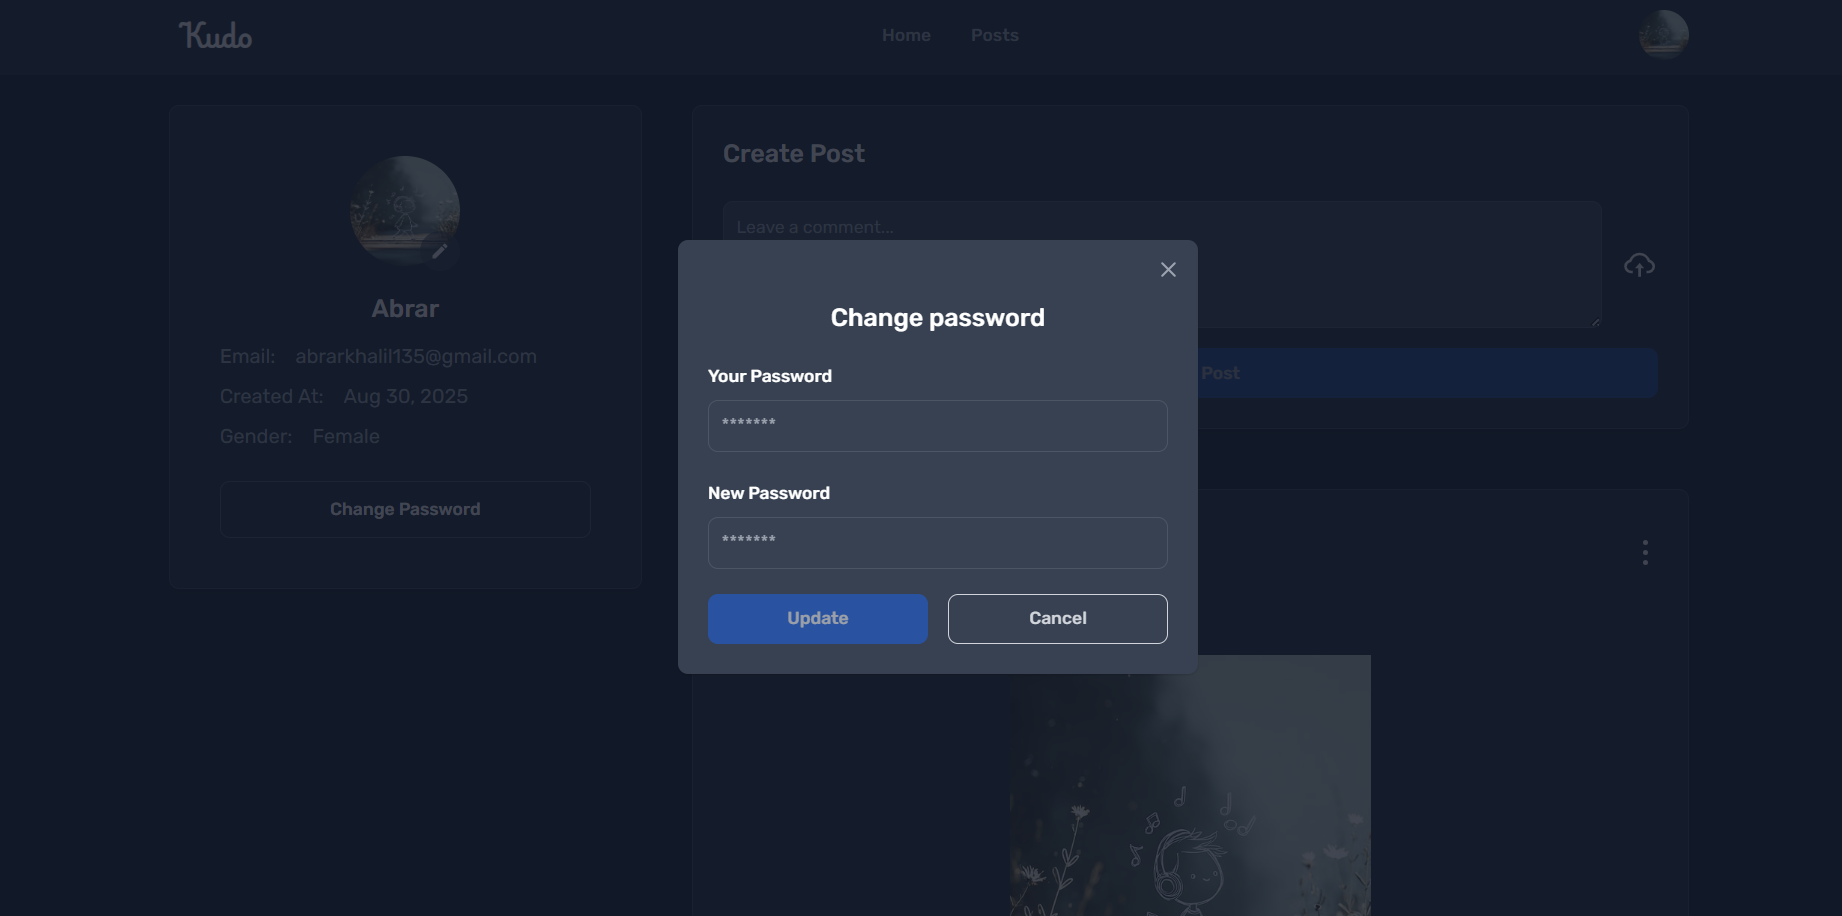 Kudo
Home
Posts
Abrar
Email: abrarkhalil135@gmail.com
Created At: Aug 30, 2025
Gender: Female
Change Password
Create Post
Leave a comment...
Post
Change password
Your Password
*******
New Password
*******
Update
Cancel